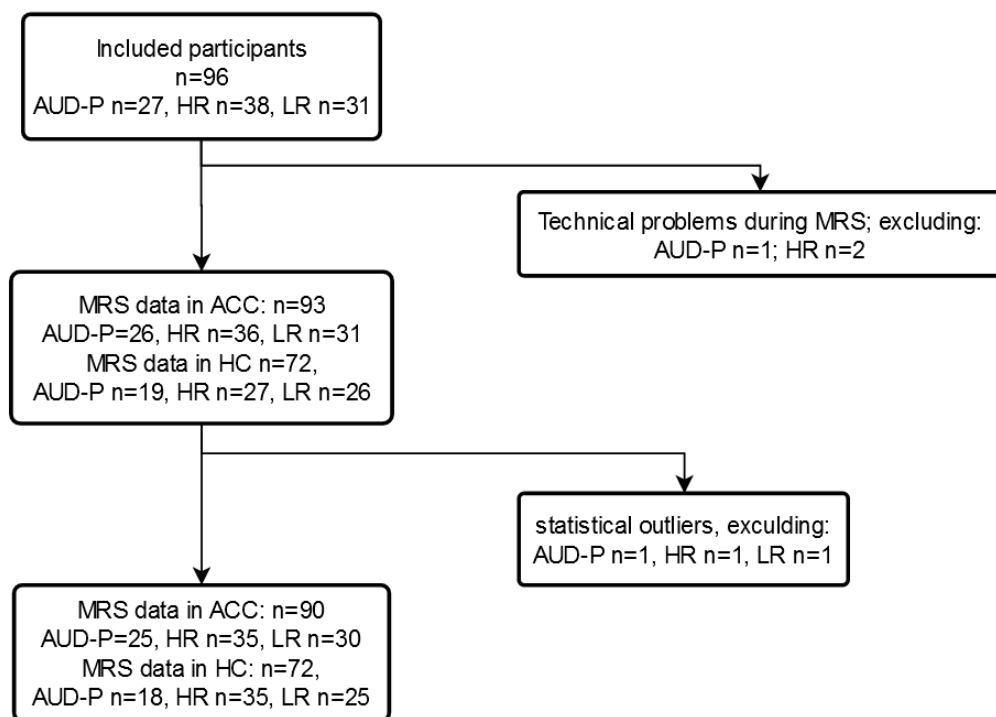 Included participants
n=96
AUD-P n=27, HR n=38, LR n=31
Technical problems during MRS; excluding:
AUD-P n=1; HR n=2
MRS data in ACC: n=93
AUD-P=26, HR n=36, LR n=31
MRS data in HC n=72,
AUD-P n=19, HR n=27, LR n=26
statistical outliers, exculding:
AUD-P n=1, HR n=1, LR n=1
MRS data in ACC: n=90
AUD-P=25, HR n=35, LR n=30
MRS data in HC: n=72,
AUD-P n=18, HR n=35, LR n=25